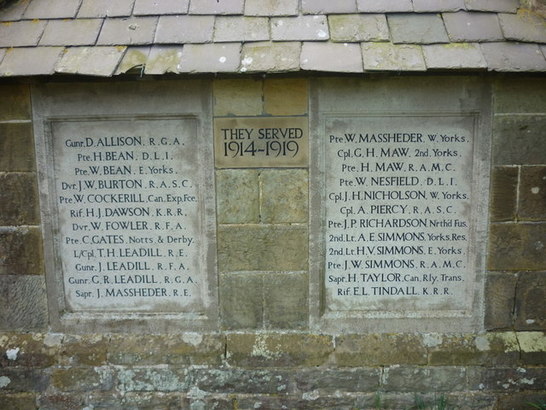 Gunr. D. ALLISON, R.G.A.
Pte. H. BEAN, D.L.I.
Pte. W. BEAN, E. Yorks,
Dvr. J.W. BURTON, R.A.S.C.
Pte. W. COCKERILL, Can. Exp. Fce.
Rif. H.J. DAWSON, K.R.R.
Dvr. W. FOWLER, R.F.A.
Pte. C. GATES, Notts & Derby.
L/Cpl. T.H. LEADILL, R.E.
Gunr. J. LEADILL, R.F.A.
Gunr. G.R. LEADILL, R.G.A.
Sapr. J. MASSHEDER, R.E.
THEY SERVED
1914-1919
Pte. W. MASSHEDER, W. Yorks,
Cpl. G.H. MAW, 2nd. Yorks,
Pte. H. MAW, R.A.M.C.
Pte. W. NESFIELD, D.L.I.
Cpl. J.H. NICHOLSON, W. Yorks,
Cpl. A. PIERCY, R.A.S.C.
Pte. J.P. RICHARDSON, Nrthd Fus.
2nd. Lt. A.E. SIMMONS, Yorks, Res.
2nd. Lt. H.V. SIMMONS, E. Yorks,
Pte. J.W. SIMMONS, R.A.M.C.
Sapr. H. TAYLOR, Can. Rly. Trans,
Rif. E.L. TINDALL, K.R.R.